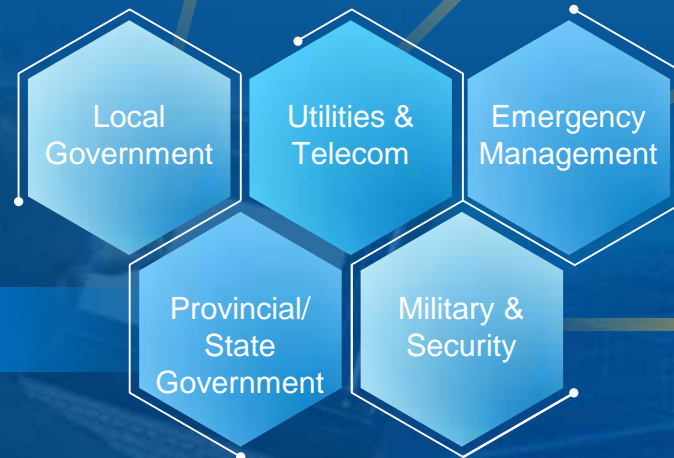 Local
Government
Utilities &
Telecom
Emergency
Management
Provincial/
State
Government
Military &
Security